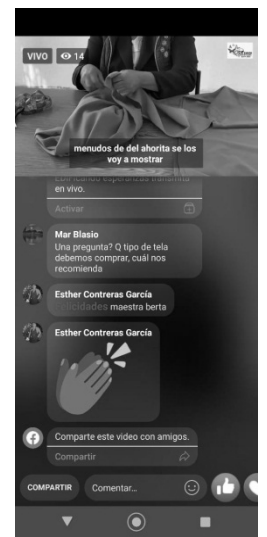 VIVO
14
menudos de del ahorita se los
voy a mostrar
en vivo.
Activar
Mar Blasio
Una pregunta? Q tipo de tela
debemos comprar, cuál nos
recomienda
Esther Contreras García
felicidades maestra berta
Esther Contreras García
Comparte este video con amigos.
Compartir
COMPARTIR
Comentar...